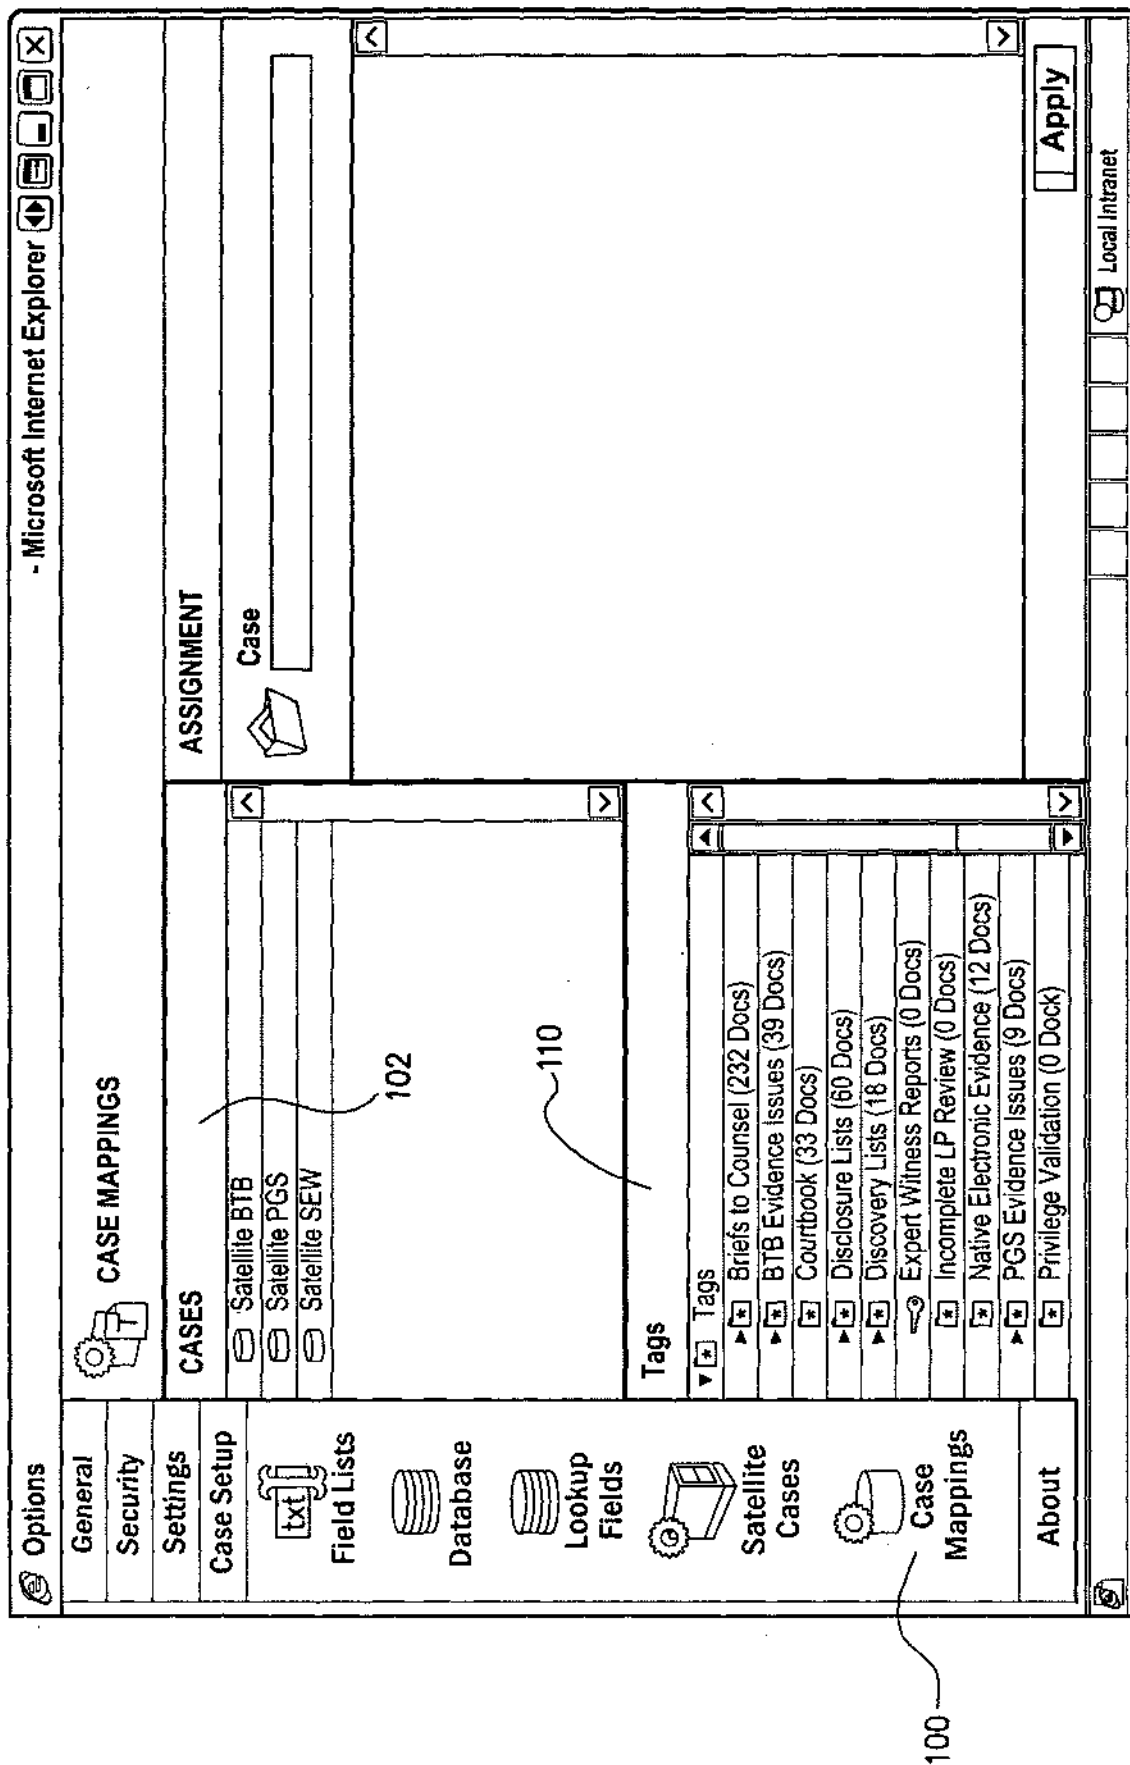 Options - Microsoft Internet Explorer
General
Security
Settings
Case Setup
txt
Field Lists
Database
Lookup
Fields
Satellite
Cases
Case
Mappings
About
CASE MAPPINGS
CASES
Satellite BTB
Satellite PGS
Satellite SEW
Tags
Tags
Briefs to Counsel (232 Docs)
BTB Evidence Issues (39 Docs)
Courtbook (33 Docs)
Disclosure Lists (60 Docs)
Discovery Lists (18 Docs)
Expert Witness Reports (0 Docs)
Incomplete LP Review (0 Docs)
Native Electronic Evidence (12 Docs)
PGS Evidence Issues (9 Docs)
Privilege Validation (0 Dock)
ASSIGNMENT
Case
Apply
Local Intranet
100
102
110